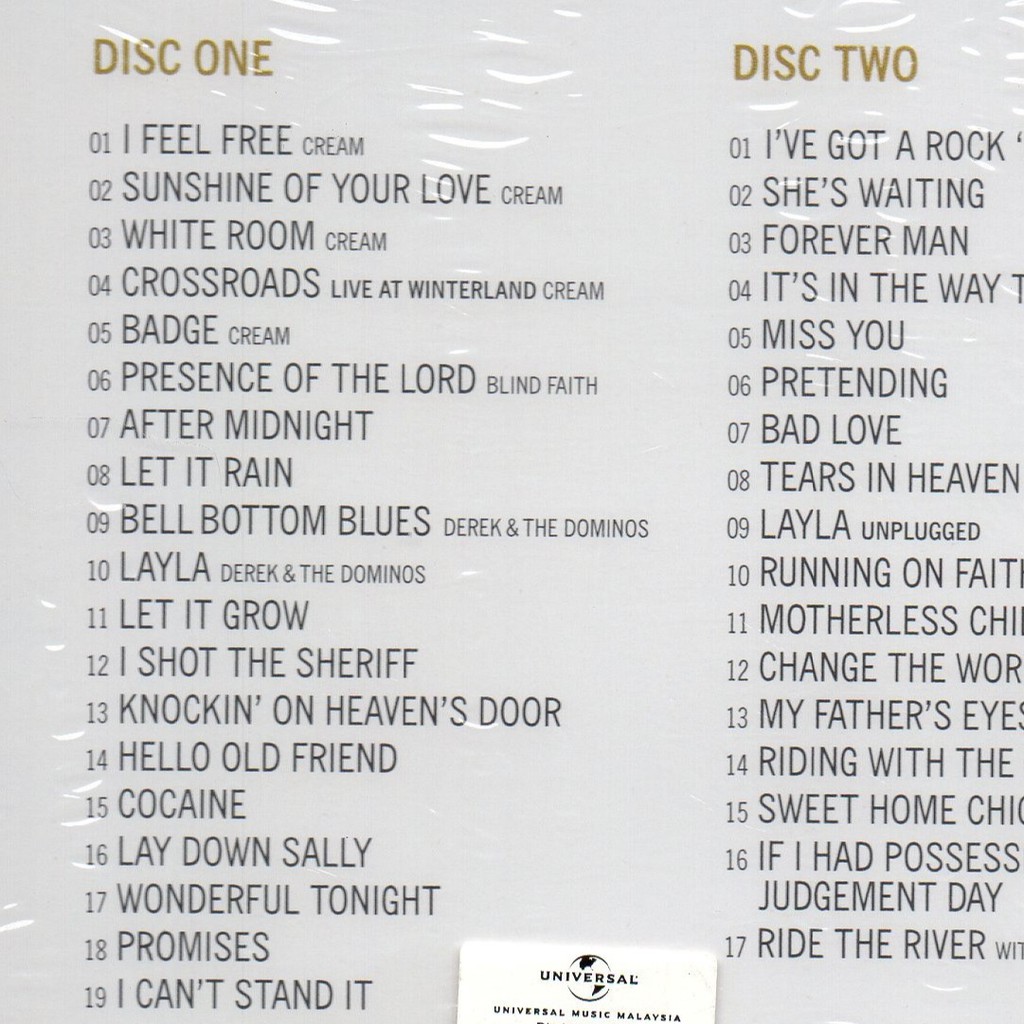 DISC ONE
01 I FEEL FREE CREAM
02 SUNSHINE OF YOUR LOVE CREAM
03 WHITE ROOM CREAM
04 CROSSROADS LIVE AT WINTERLAND CREAM
05 BADGE CREAM
06 PRESENCE OF THE LORD BLIND FAITH
07 AFTER MIDNIGHT
08 LET IT RAIN
09 BELL BOTTOM BLUES DEREK & THE DOMINOS
10 LAYLA DEREK & THE DOMINOS
11 LET IT GROW
12 I SHOT THE SHERIFF
13 KNOCKIN' ON HEAVEN'S DOOR
14 HELLO OLD FRIEND
15 COCAINE
16 LAY DOWN SALLY
17 WONDERFUL TONIGHT
18 PROMISES
19 I CAN'T STAND IT
DISC TWO
01 I'VE GOT A ROCK '
02 SHE'S WAITING
03 FOREVER MAN
04 IT'S IN THE WAY T
05 MISS YOU
06 PRETENDING
07 BAD LOVE
08 TEARS IN HEAVEN
09 LAYLA UNPLUGGED
10 RUNNING ON FAITH
11 MOTHERLESS CHI
12 CHANGE THE WOR
13 MY FATHER'S EYES
14 RIDING WITH THE
15 SWEET HOME CHIC
16 IF I HAD POSSESS
JUDGEMENT DAY
17 RIDE THE RIVER WIT
UNIVERSAL
UNIVERSAL MUSIC MALAYSIA